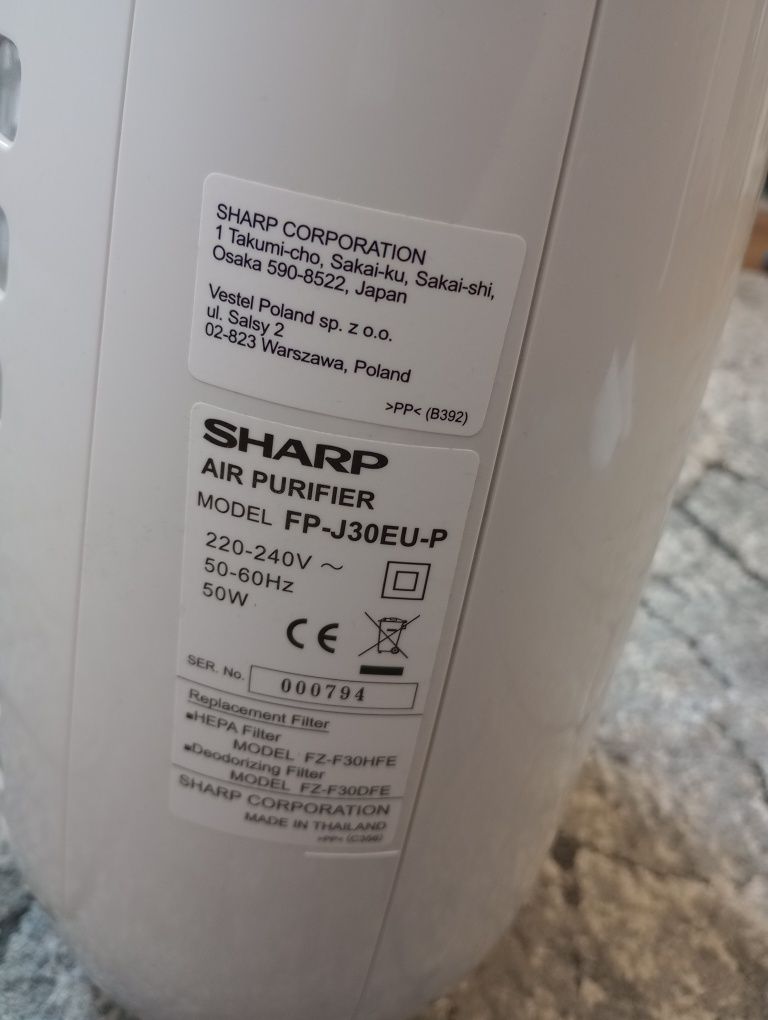 SHARP CORPORATION
1 Takumi-cho, Sakai-ku, Sakai-shi,
Osaka 590-8522, Japan
Vestel Poland sp. z o.o.
ul. Salsy 2
02-823 Warszawa, Poland
>PP< (B392)
SHARP
AIR PURIFIER
MODEL FP-J30EU-P
220-240V ~
50-60Hz
50W
CE
SER. No. 000794
Replacement Filter
▪HEPA Filter
MODEL FZ-F30HFE
▪Deodorizing Filter
MODEL FZ-F30DFE
SHARP CORPORATION
MADE IN THAILAND
>PP<